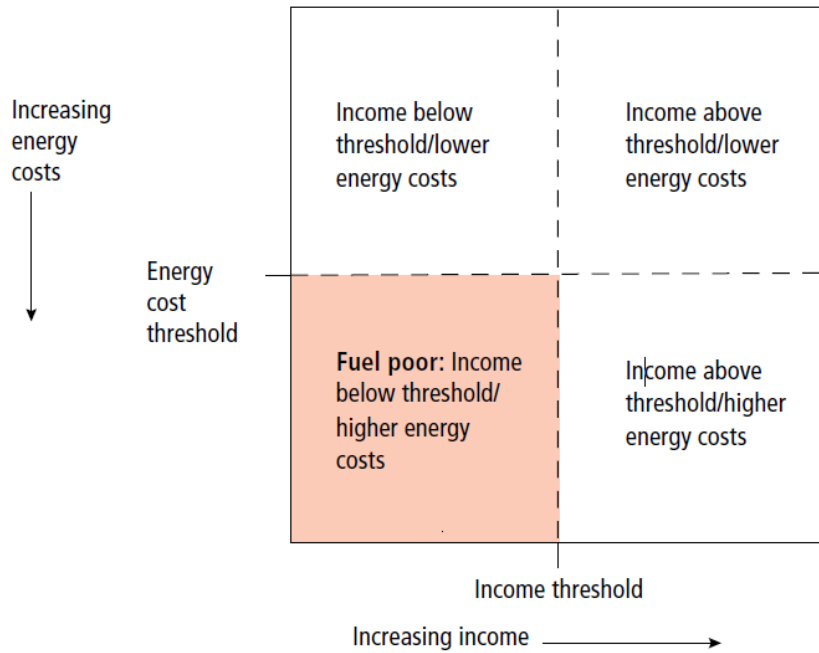 Increasing
energy
costs
Income below
threshold/lower
energy costs
Income above
threshold/lower
energy costs
Energy
cost
threshold
Fuel poor: Income
below threshold/
higher energy
costs
Income above
threshold/higher
energy costs
Income threshold
Increasing income